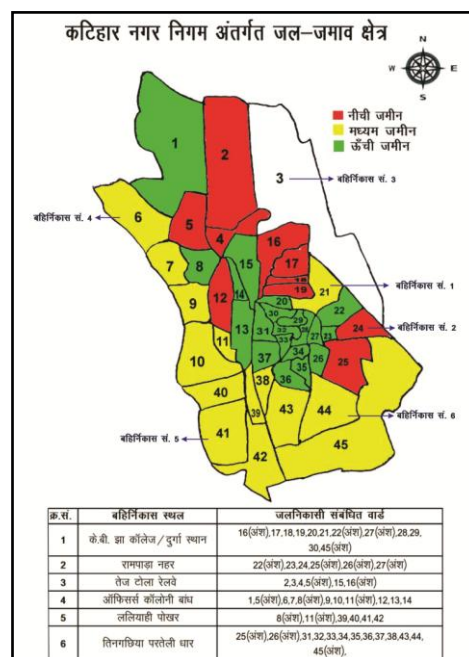 कटिहार नगर निगम अंतर्गत जल–जमाव क्षेत्र
N
W
E
S
नीची जमीन
मध्यम जमीन
ऊँची जमीन
1
2
3
बहिर्निकास सं. 3
बहिर्निकास सं. 4
6
5
4
16
15
17
7
8
18
19
21
बहिर्निकास सं. 1
12
14
9
20
22
30
29
24
बहिर्निकास सं. 2
13
31
32
27
11
33
34
25
10
37
26
35
38
36
40
43
44
39
बहिर्निकास सं. 6
41
बहिर्निकास सं. 5
42
45
क्र.सं. बहिर्निकास स्थल जलनिकासी संबंधित वार्ड
1 के.बी. झा कॉलेज/दुर्गा स्थान 16(अंश),17,18,19,20,21,22(अंश),27(अंश),28,29,
30,45(अंश)
2 रामपाड़ा नहर 22(अंश),23,24,25(अंश),26(अंश),27(अंश)
3 तेज टोला रेलवे 2,3,4,5(अंश),15,16(अंश)
4 ऑफिसर्स कॉलोनी बांध 1,5(अंश),6,7,8(अंश),9,10,11(अंश),12,13,14
5 ललियाही पोखर 8(अंश),11(अंश),39,40,41,42
6 तिनगछिया परतेली धार 25(अंश),26(अंश),31,32,33,34,35,36,37,38,43,44,
45(अंश),